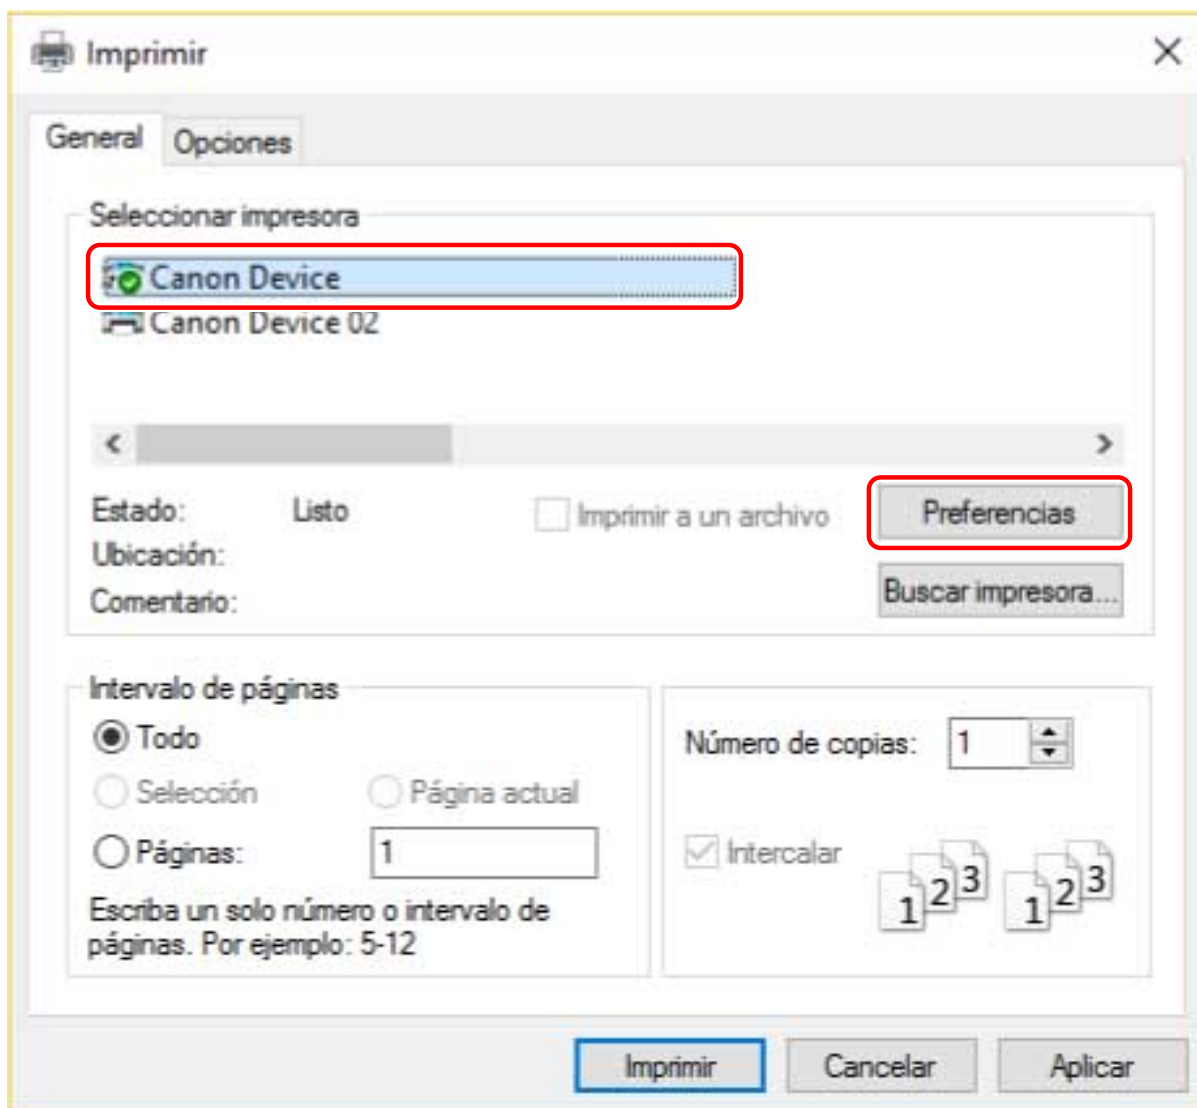 Imprimir
General Opciones
Seleccionar impresora
Canon Device
Canon Device 02
Estado: Listo
Imprimir a un archivo
Preferencias
Ubicación:
Comentario:
Buscar impresora...
Intervalo de páginas
Todo
Selección Página actual
Páginas: 1
Escriba un solo número o intervalo de
páginas. Por ejemplo: 5-12
Número de copias: 1
Intercalar
1 2 3 1 2 3
Imprimir Cancelar Aplicar